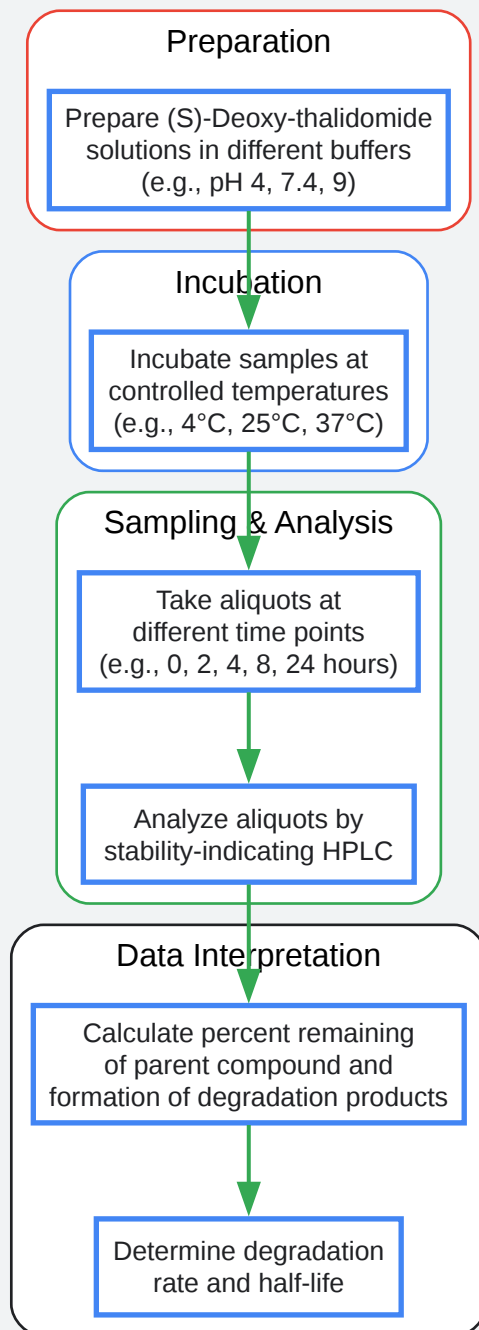 Preparation
Prepare (S)-Deoxy-thalidomide
solutions in different buffers
(e.g., pH 4, 7.4, 9)
Incubation
Incubate samples at
controlled temperatures
(e.g., 4°C, 25°C, 37°C)
Sampling & Analysis
Take aliquots at
different time points
(e.g., 0, 2, 4, 8, 24 hours)
Analyze aliquots by
stability-indicating HPLC
Data Interpretation
Calculate percent remaining
of parent compound and
formation of degradation products
Determine degradation
rate and half-life